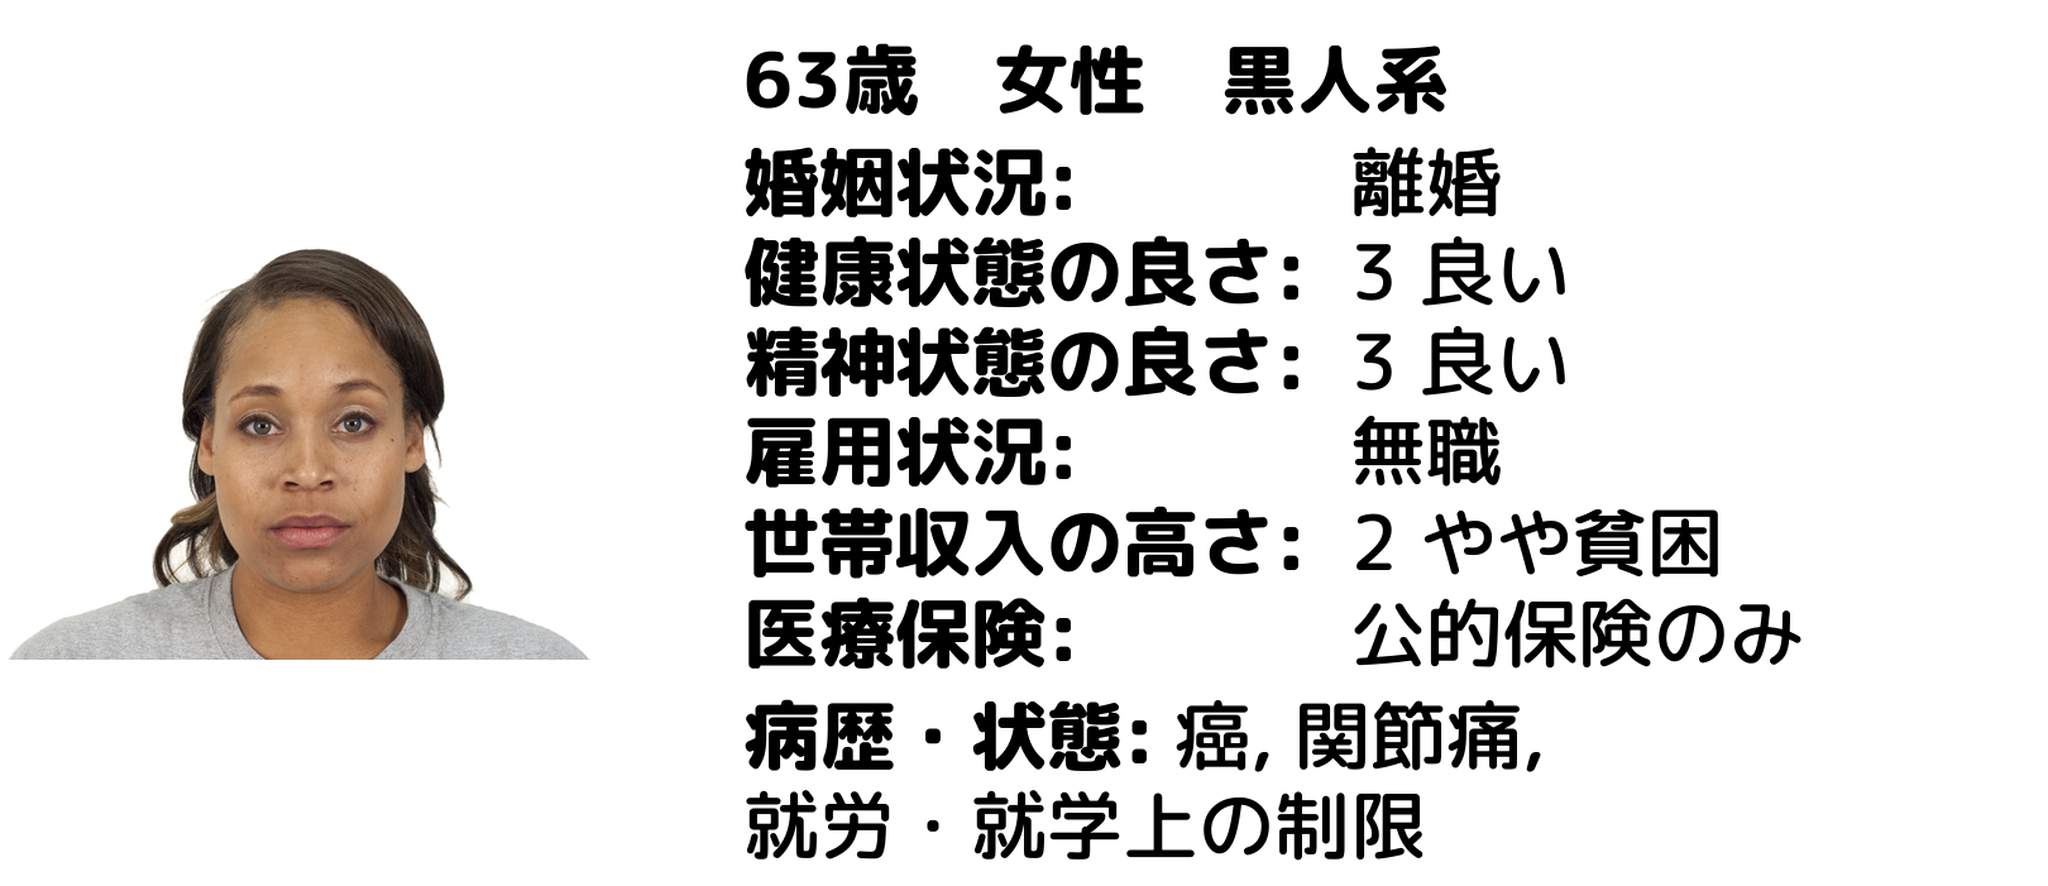 63歳　女性　黒人系
婚姻状況: 離婚
健康状態の良さ: 3 良い
精神状態の良さ: 3 良い
雇用状況: 無職
世帯収入の高さ: 2 やや貧困
医療保険: 公的保険のみ
病歴・状態: 癌, 関節痛,
就労・就学上の制限